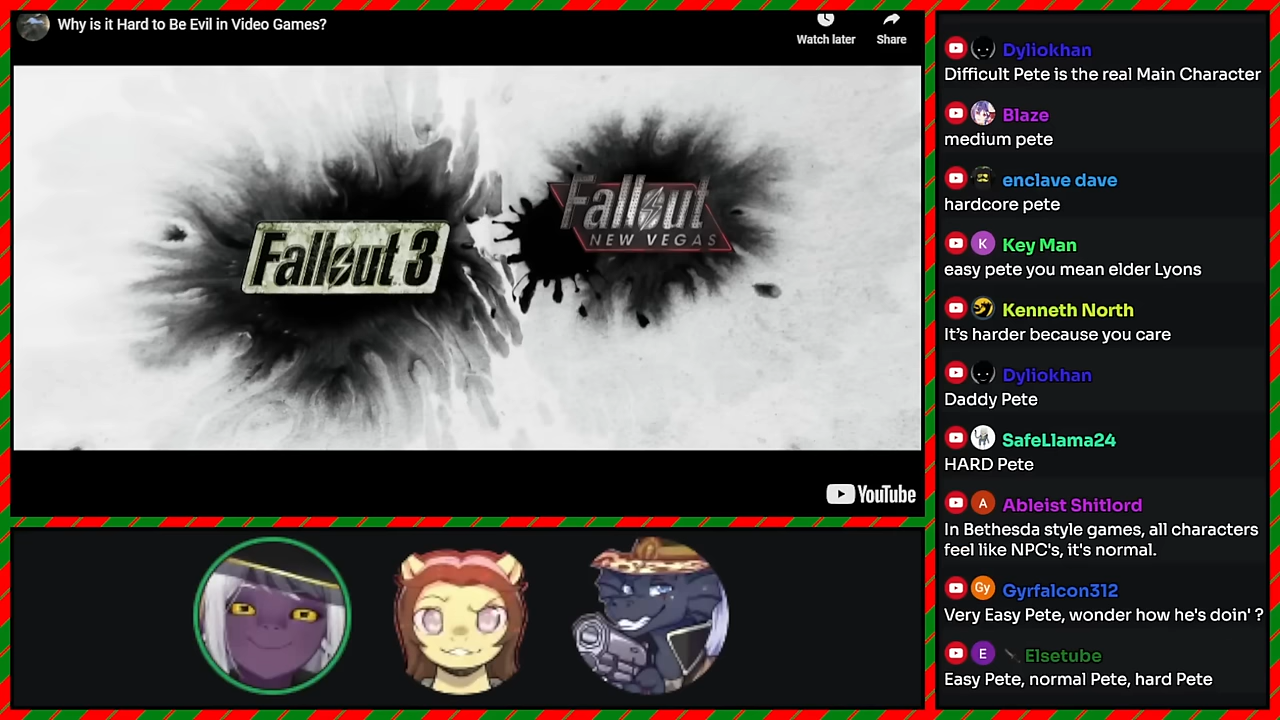 Why is it Hard to Be Evil in Video Games?
Watch later
Share
Fallout 3
Fallout
NEW VEGAS
YouTube
Dyliokhan
Difficult Pete is the real Main Character
Blaze
medium pete
enclave dave
hardcore pete
K
Key Man
easy pete you mean elder Lyons
Kenneth North
It’s harder because you care
Dyliokhan
Daddy Pete
SafeLlama24
HARD Pete
A
Ableist Shitlord
In Bethesda style games, all characters
feel like NPC's, it's normal.
Gy
Gyrfalcon312
Very Easy Pete, wonder how he's doin' ?
E
Elsetube
Easy Pete, normal Pete, hard Pete